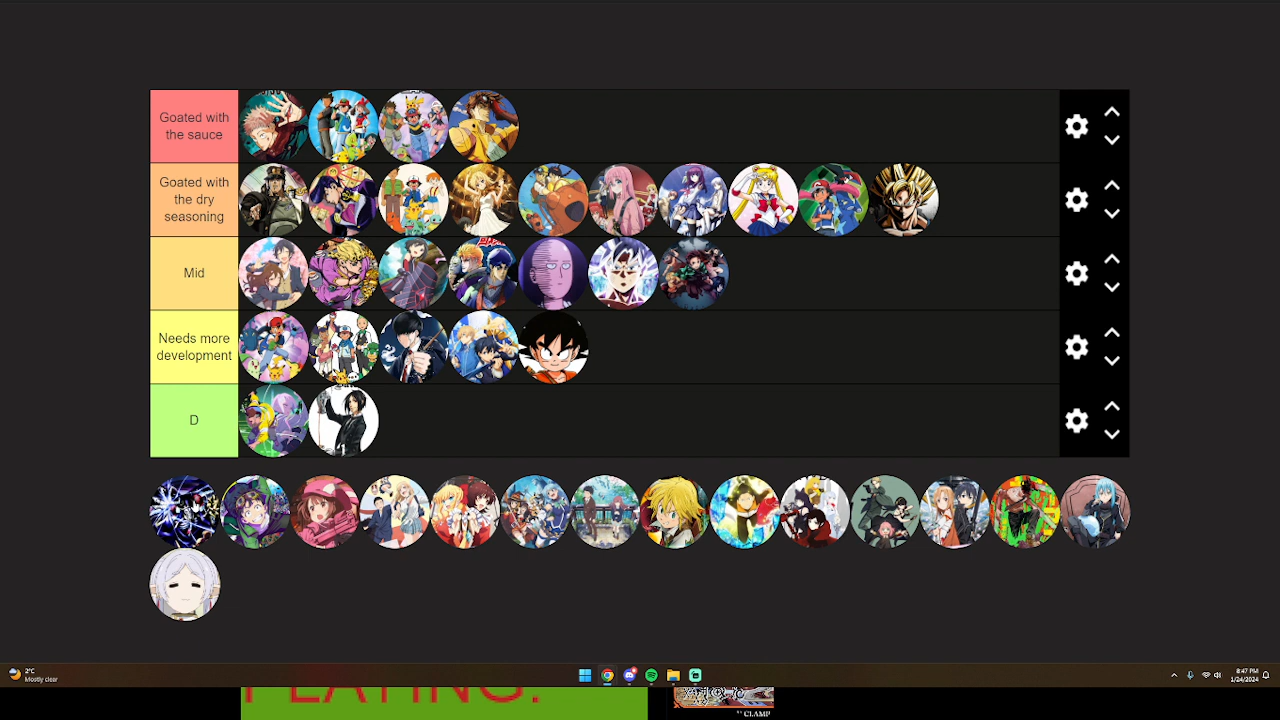 Goated with
the sauce
Goated with
the dry
seasoning
Mid
Needs more
development
D
2°C
Mostly clear
8:47 PM
1/24/2024
PLAYING:
CLAMP